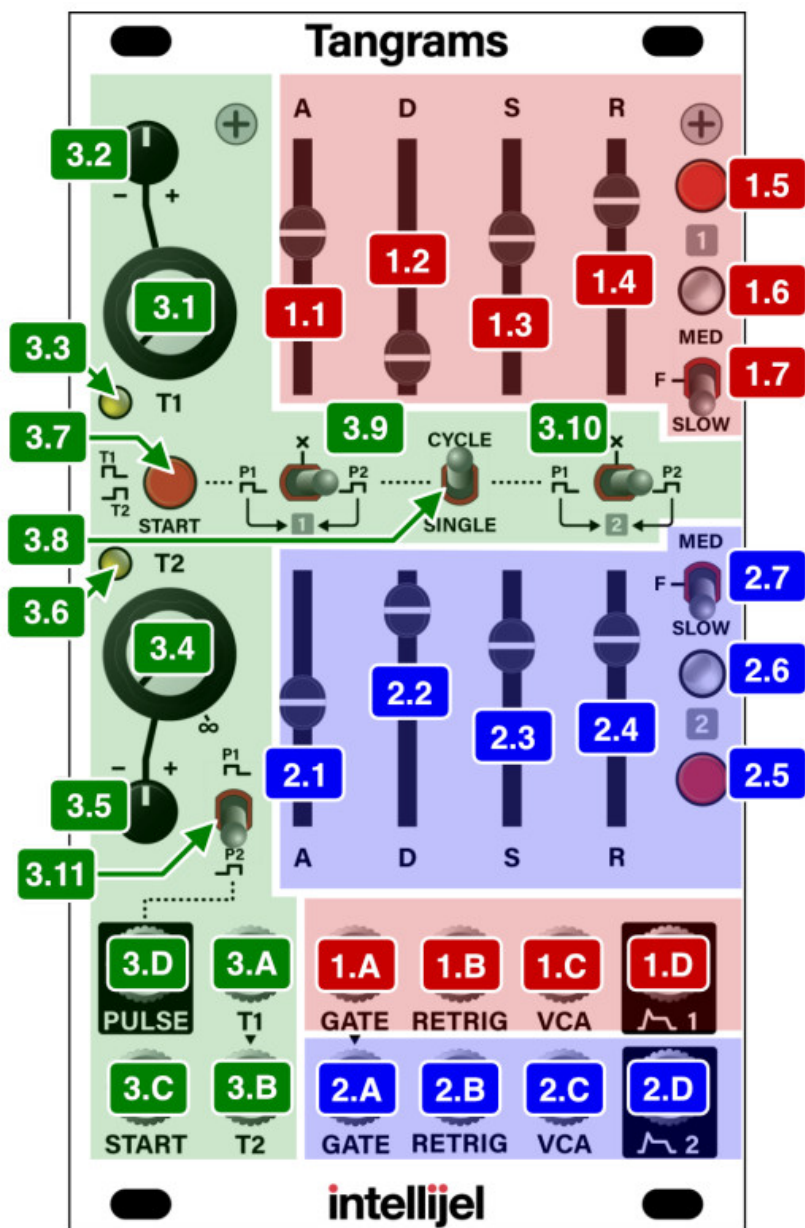 Tangrams
A D S R
3.2
- +
1.5
1
1.2
1.4
1.6
3.1
1.1
1.3
MED
3.3
F
1.7
T1
SLOW
3.7
3.9
CYCLE
3.10
T1
x
x
P1
P2
P1
P2
T2
START
1
SINGLE
2
3.8
T2
MED
3.6
F
2.7
SLOW
3.4
2.2
2.6
2.3
2.4
2
∞
2.1
P1
- +
2.5
3.5
A D S R
P2
3.11
3.D 3.A 1.A 1.B 1.C 1.D
PULSE T1 GATE RETRIG VCA 1
3.C 3.B 2.A 2.B 2.C 2.D
START T2 GATE RETRIG VCA 2
intellijel